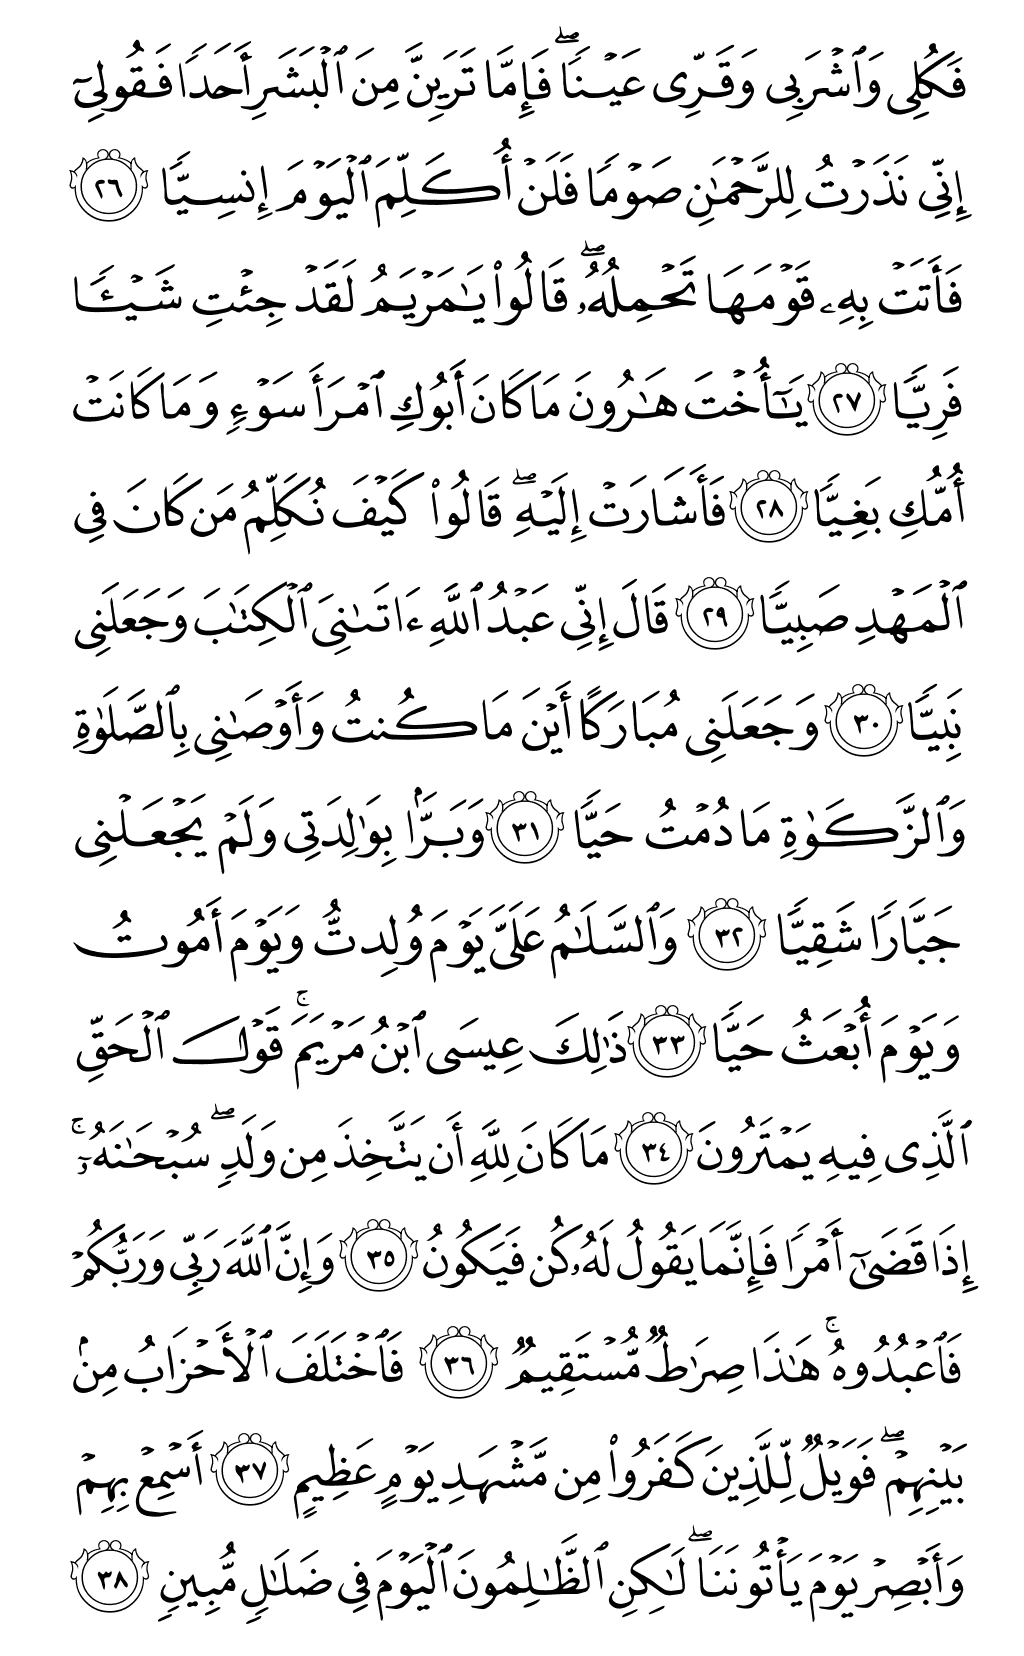 فَكُلِى وَٱشۡرَبِى وَقَرِّى عَيۡنٗاۖ فَإِمَّا تَرَيِنَّ مِنَ ٱلۡبَشَرِ أَحَدٗا فَقُولِىٓ
إِنِّى نَذَرۡتُ لِلرَّحۡمَٰنِ صَوۡمٗا فَلَنۡ أُكَلِّمَ ٱلۡيَوۡمَ إِنسِيّٗا ٢٦
فَأَتَتۡ بِهِۦ قَوۡمَهَا تَحۡمِلُهُۥۖ قَالُواْ يَٰمَرۡيَمُ لَقَدۡ جِئۡتِ شَيۡـٔٗا
فَرِيّٗا ٢٧ يَٰٓأُخۡتَ هَٰرُونَ مَا كَانَ أَبُوكِ ٱمۡرَأَ سَوۡءٖ وَمَا كَانَتۡ
أُمُّكِ بَغِيّٗا ٢٨ فَأَشَارَتۡ إِلَيۡهِۖ قَالُواْ كَيۡفَ نُكَلِّمُ مَن كَانَ فِى
ٱلۡمَهۡدِ صَبِيّٗا ٢٩ قَالَ إِنِّى عَبۡدُ ٱللَّهِ ءَاتَىٰنِىَ ٱلۡكِتَٰبَ وَجَعَلَنِى
نَبِيّٗا ٣٠ وَجَعَلَنِى مُبَارَكًا أَيۡنَ مَا كُنتُ وَأَوۡصَٰنِى بِٱلصَّلَوٰةِ
وَٱلزَّكَوٰةِ مَا دُمۡتُ حَيّٗا ٣١ وَبَرَّۢا بِوَٰلِدَتِى وَلَمۡ يَجۡعَلۡنِى
جَبَّارٗا شَقِيّٗا ٣٢ وَٱلسَّلَٰمُ عَلَىَّ يَوۡمَ وُلِدتُّ وَيَوۡمَ أَمُوتُ
وَيَوۡمَ أُبۡعَثُ حَيّٗا ٣٣ ذَٰلِكَ عِيسَى ٱبۡنُ مَرۡيَمَۚ قَوۡلَ ٱلۡحَقِّ
ٱلَّذِى فِيهِ يَمۡتَرُونَ ٣٤ مَا كَانَ لِلَّهِ أَن يَتَّخِذَ مِن وَلَدٖۖ سُبۡحَٰنَهُۥٓۚ
إِذَا قَضَىٰٓ أَمۡرٗا فَإِنَّمَا يَقُولُ لَهُۥ كُن فَيَكُونُ ٣٥ وَإِنَّ ٱللَّهَ رَبِّى وَرَبُّكُمۡ
فَٱعۡبُدُوهُۚ هَٰذَا صِرَٰطٞ مُّسۡتَقِيمٞ ٣٦ فَٱخۡتَلَفَ ٱلۡأَحۡزَابُ مِنۢ
بَيۡنِهِمۡۖ فَوَيۡلٞ لِّلَّذِينَ كَفَرُواْ مِن مَّشۡهَدِ يَوۡمٍ عَظِيمٍ ٣٧ أَسۡمِعۡ بِهِمۡ
وَأَبۡصِرۡ يَوۡمَ يَأۡتُونَنَاۖ لَٰكِنِ ٱلظَّٰلِمُونَ ٱلۡيَوۡمَ فِى ضَلَٰلٖ مُّبِينٖ ٣٨